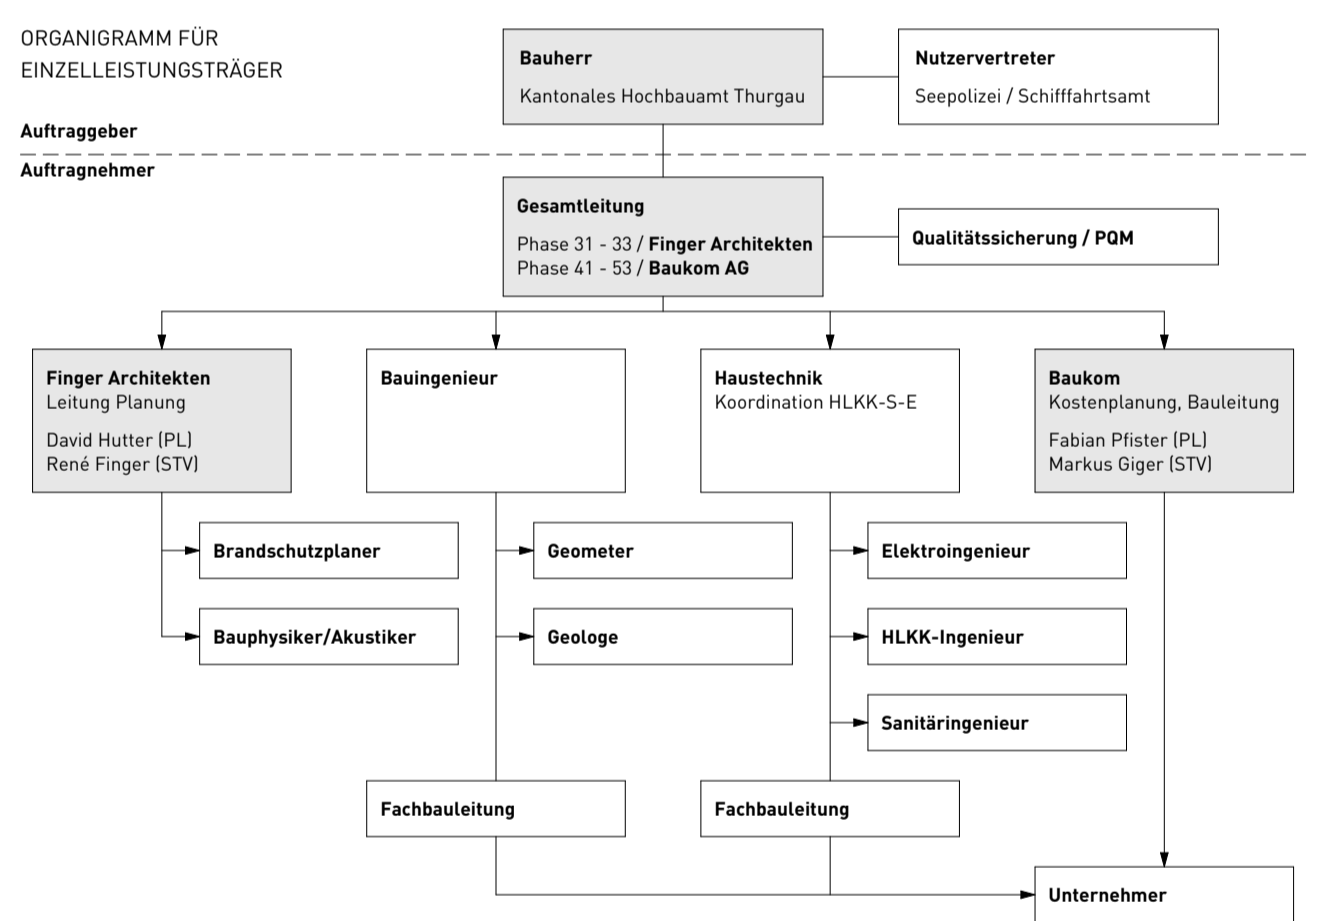 ORGANIGRAMM FÜR
EINZELLEISTUNGSTRÄGER
Bauherr
Kantonales Hochbauamt Thurgau
Nutzervertreter
Seepolizei / Schifffahrtsamt
Auftraggeber
Auftragnehmer
Gesamtleitung
Phase 31 - 33 / Finger Architekten
Phase 41 - 53 / Baukom AG
Qualitätssicherung / PQM
Finger Architekten
Leitung Planung
David Hutter (PL)
René Finger (STV)
Bauingenieur
Haustechnik
Koordination HLKK-S-E
Baukom
Kostenplanung, Bauleitung
Fabian Pfister (PL)
Markus Giger (STV)
Brandschutzplaner
Geometer
Elektroingenieur
Bauphysiker/Akustiker
Geologe
HLKK-Ingenieur
Sanitäringenieur
Fachbauleitung
Fachbauleitung
Unternehmer